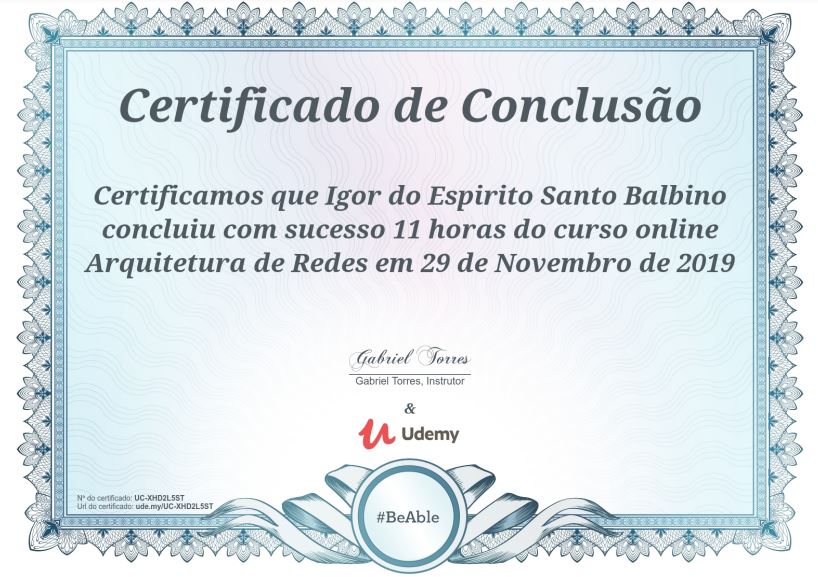 Certificado de Conclusão
Certificamos que Igor do Espirito Santo Balbino
concluiu com sucesso 11 horas do curso online
Arquitetura de Redes em 29 de Novembro de 2019
Gabriel Torres
Gabriel Torres, Instrutor
&
Udemy
Nº do certificado: UC-XHD2L5ST
Url do certificado: ude.my/UC-XHD2L5ST
#BeAble